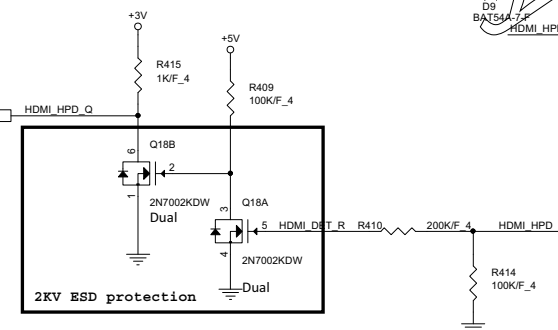 D9
BAT54A-7-F
HDMI_HP
+3V
+5V
R415
1K/F_4
R409
100K/F_4
HDMI_HPD_Q
6
Q18B
2
1
2N7002KDW
Dual
3
Q18A
5
HDMI_DET_R
R410
200K/F_4
HDMI_HPD
4
2N7002KDW
Dual
R414
100K/F_4
2KV ESD protection